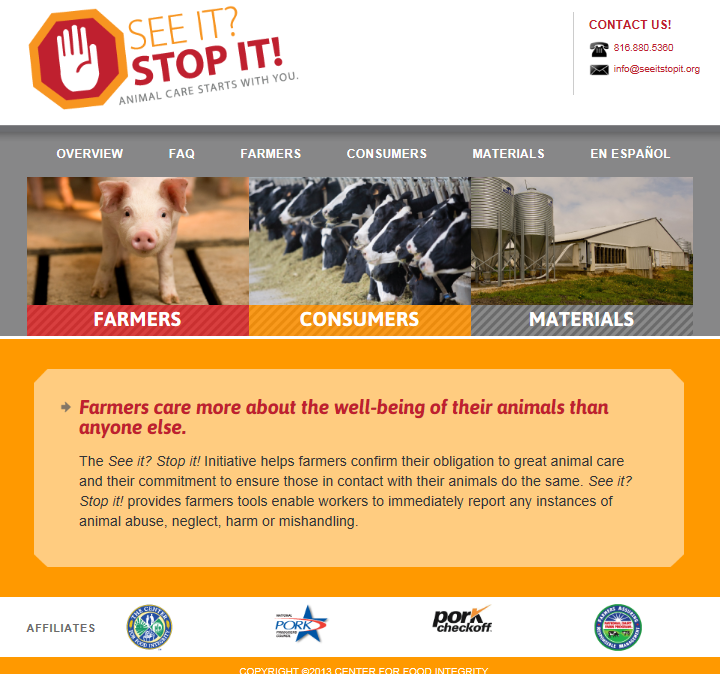 SEE IT?
STOP IT!
ANIMAL CARE STARTS WITH YOU.
CONTACT US!
816.880.5360
info@seeitstopit.org
OVERVIEW FAQ FARMERS CONSUMERS MATERIALS EN ESPAÑOL
FARMERS CONSUMERS MATERIALS
Farmers care more about the well-being of their animals than
anyone else.
The See it? Stop it! Initiative helps farmers confirm their obligation to great animal care
and their commitment to ensure those in contact with their animals do the same. See it?
Stop it! provides farmers tools enable workers to immediately report any instances of
animal abuse, neglect, harm or mishandling.
AFFILIATES
THE CENTER
FOR FOOD INTEGRITY
NATIONAL
PORK
PRODUCERS
COUNCIL
pork
checkoff
FARMERS ASSURING
RESPONSIBLE MANAGEMENT
COPYRIGHT ©2013 CENTER FOR FOOD INTEGRITY